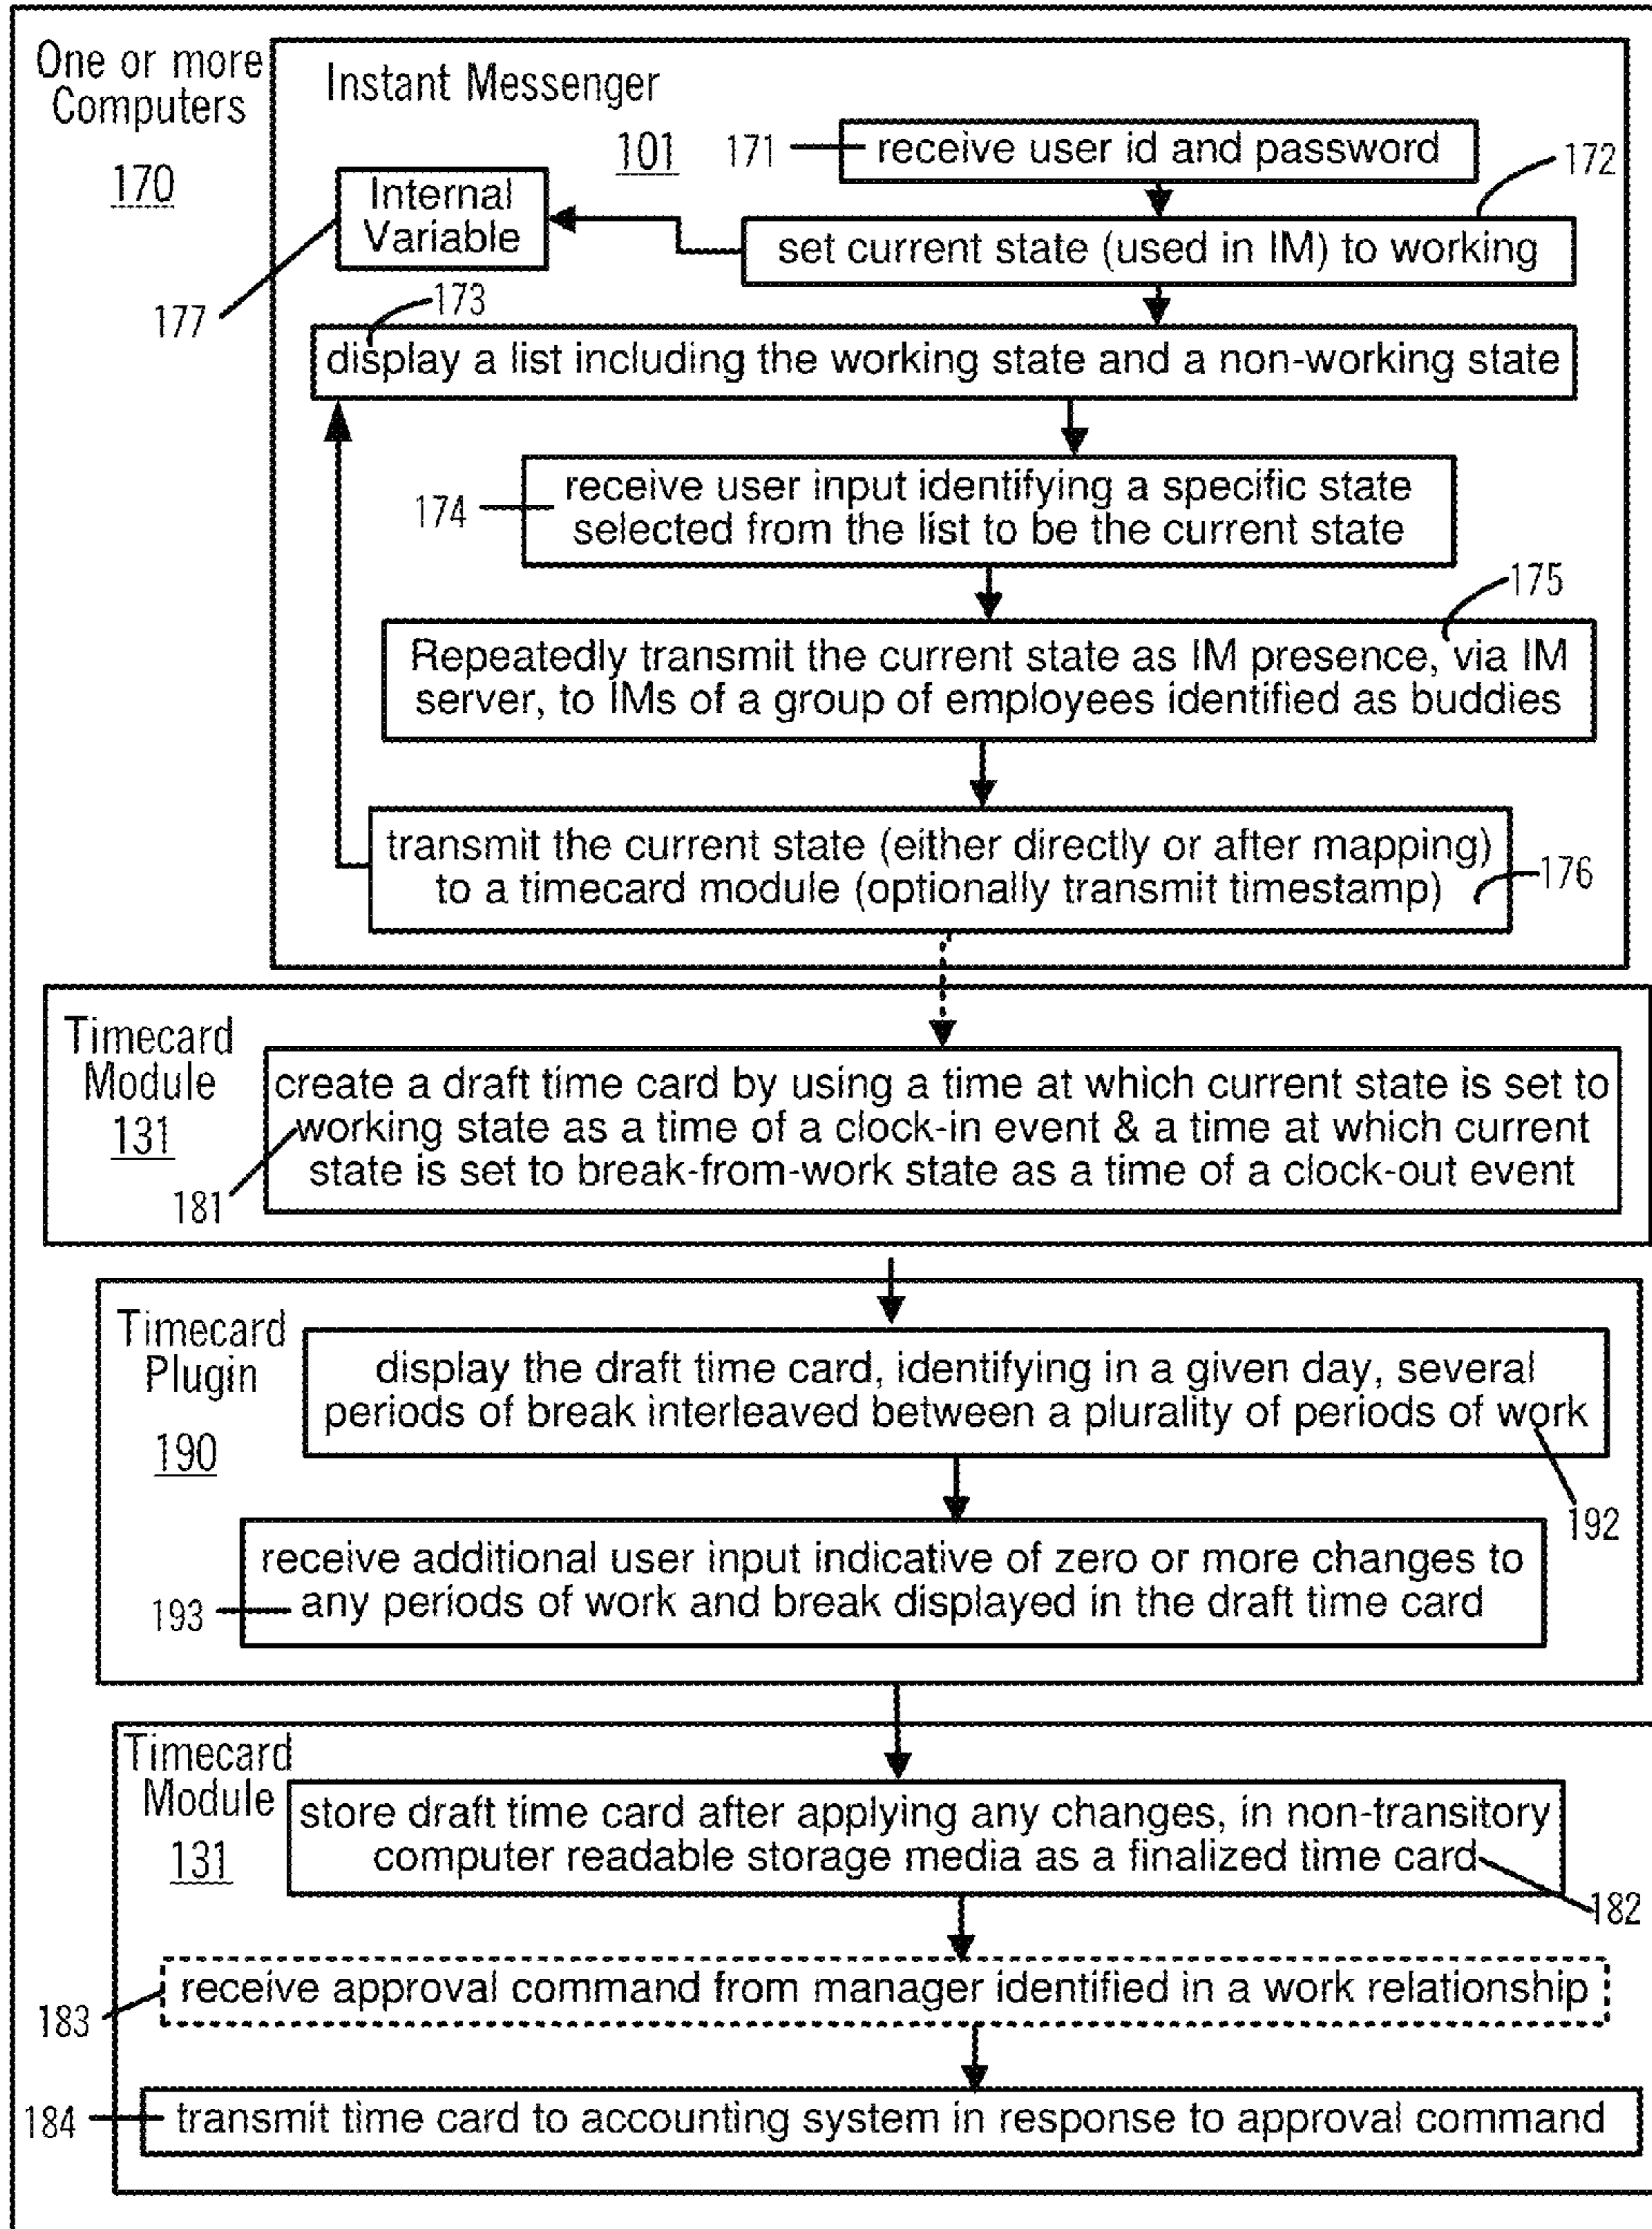 One or more
Computers
170
Instant Messenger
101
171
receive user id and password
172
Internal
Variable
set current state (used in IM) to working
177
173
display a list including the working state and a non-working state
174
receive user input identifying a specific state
selected from the list to be the current state
175
Repeatedly transmit the current state as IM presence, via IM
server, to IMs of a group of employees identified as buddies
transmit the current state (either directly or after mapping)
to a timecard module (optionally transmit timestamp)
176
Timecard
Module
131
create a draft time card by using a time at which current state is set to
working state as a time of a clock-in event & a time at which current
state is set to break-from-work state as a time of a clock-out event
181
Timecard
Plugin
190
display the draft time card, identifying in a given day, several
periods of break interleaved between a plurality of periods of work
192
receive additional user input indicative of zero or more changes to
any periods of work and break displayed in the draft time card
193
Timecard
Module
131
store draft time card after applying any changes, in non-transitory
computer readable storage media as a finalized time card
182
receive approval command from manager identified in a work relationship
183
184
transmit time card to accounting system in response to approval command